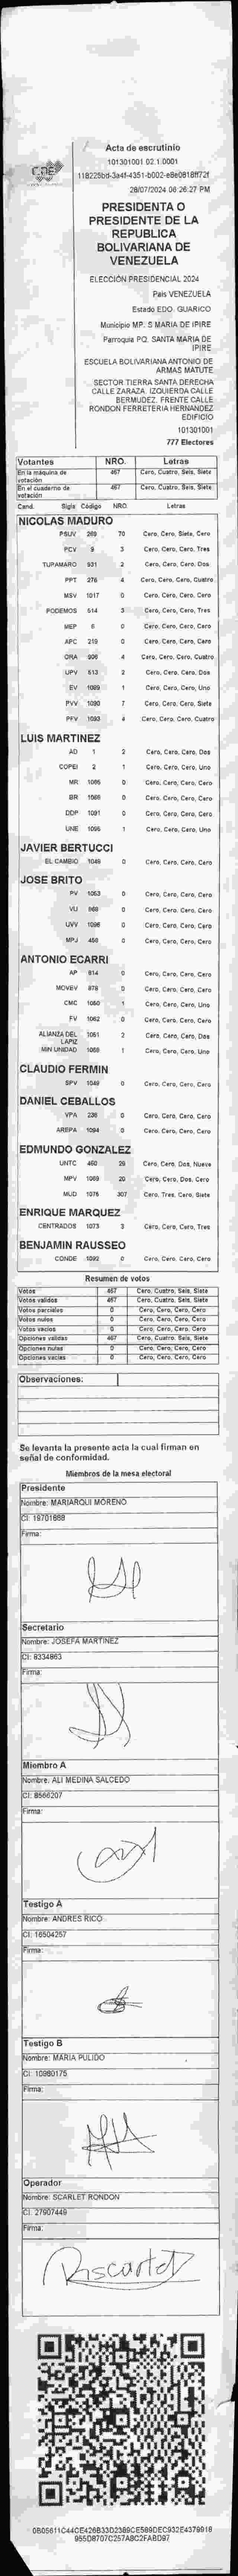 CNE
Acta de escrutinio
101301001 02.1.0001
28/07/2024 06:26:27 PM
PRESIDENTA O
PRESIDENTE DE LA
REPUBLICA
BOLIVARIANA DE
VENEZUELA
ELECCIÓN PRESIDENCIAL 2024
País VENEZUELA
Estado EDO. GUARICO
Municipio MP. S MARIA DE IPIRE
Parroquia PQ. SANTA MARIA DE
IPIRE
ESCUELA BOLIVARIANA ANTONIO DE
ARMAS MATUTE
SECTOR TIERRA SANTA DERECHA
CALLE ZARAZA. IZQUIERDA CALLE
BERMUDEZ. FRENTE CALLE
RONDON FERRETERIA HERNANDEZ
EDIFICIO
101301001
777 Electores
Votantes NRO. Letras
En la máquina de votación 467 Cero, Cuatro, Seis, Siete
En el cuaderno de votación 467 Cero, Cuatro, Seis, Siete
Cand. Sigla Código NRO. Letras
NICOLAS MADURO
PSUV 269 70 Cero, Cero, Siete, Cero
PCV 9 3 Cero, Cero, Cero, Tres
TUPAMARO 931 2 Cero, Cero, Cero, Dos
PPT 276 4 Cero, Cero, Cero, Cuatro
MSV 1017 0 Cero, Cero, Cero, Cero
PODEMOS 514 3 Cero, Cero, Cero, Tres
MEP 6 0 Cero, Cero, Cero, Cero
APC 219 0 Cero, Cero, Cero, Cero
ORA 906 4 Cero, Cero, Cero, Cuatro
UPV 513 2 Cero, Cero, Cero, Dos
EV 1089 1 Cero, Cero, Cero, Uno
PVV 1090 7 Cero, Cero, Cero, Siete
PFV 1093 4 Cero, Cero, Cero, Cuatro
LUIS MARTINEZ
AD 1 2 Cero, Cero, Cero, Dos
COPEI 2 1 Cero, Cero, Cero, Uno
MR 1065 0 Cero, Cero, Cero, Cero
BR 1066 0 Cero, Cero, Cero, Cero
DDP 1091 0 Cero, Cero, Cero, Cero
UNE 1095 1 Cero, Cero, Cero, Uno
JAVIER BERTUCCI
EL CAMBIO 1049 0 Cero, Cero, Cero, Cero
JOSE BRITO
PV 1053 0 Cero, Cero, Cero, Cero
VU 960 0 Cero, Cero, Cero, Cero
UVV 1096 0 Cero, Cero, Cero, Cero
MPJ 450 0 Cero, Cero, Cero, Cero
ANTONIO ECARRI
AP 814 0 Cero, Cero, Cero, Cero
MOVEV 978 0 Cero, Cero, Cero, Cero
CMC 1050 1 Cero, Cero, Cero, Uno
FV 1062 0 Cero, Cero, Cero, Cero
ALIANZA DEL LAPIZ 1051 2 Cero, Cero, Cero, Dos
MIN UNIDAD 1055 1 Cero, Cero, Cero, Uno
CLAUDIO FERMIN
SPV 1048 0 Cero, Cero, Cero, Cero
DANIEL CEBALLOS
VPA 236 0 Cero, Cero, Cero, Cero
AREPA 1094 0 Cero, Cero, Cero, Cero
EDMUNDO GONZALEZ
UNTC 460 29 Cero, Cero, Dos, Nueve
MPV 1069 20 Cero, Cero, Dos, Cero
MUD 1075 307 Cero, Tres, Cero, Siete
ENRIQUE MARQUEZ
CENTRADOS 1073 3 Cero, Cero, Cero, Tres
BENJAMIN RAUSSEO
CONDE 1092 0 Cero, Cero, Cero, Cero
Resumen de votos
Votos 467 Cero, Cuatro, Seis, Siete
Votos validos 467 Cero, Cuatro, Seis, Siete
Votos parciales 0 Cero, Cero, Cero, Cero
Votos nulos 0 Cero, Cero, Cero, Cero
Votos vacios 0 Cero, Cero, Cero, Cero
Opciones validas 467 Cero, Cuatro, Seis, Siete
Opciones nulas 0 Cero, Cero, Cero, Cero
Opciones vacias 0 Cero, Cero, Cero, Cero
Observaciones:
Se levanta la presente acta la cual firman en
señal de conformidad.
Miembros de la mesa electoral
Presidente
Nombre: MARIARQUI MORENO
CI: 19701688
Firma:
Secretario
Nombre: JOSEFA MARTINEZ
CI: 8334863
Firma:
Miembro A
Nombre: ALI MEDINA SALCEDO
CI: 8566207
Firma:
Testigo A
Nombre: ANDRES RICO
CI: 16504257
Firma:
Testigo B
Nombre: MARIA PULIDO
CI: 10980175
Firma:
Operador
Nombre: SCARLET RONDON
CI: 27907449
Firma:
Rscarlet